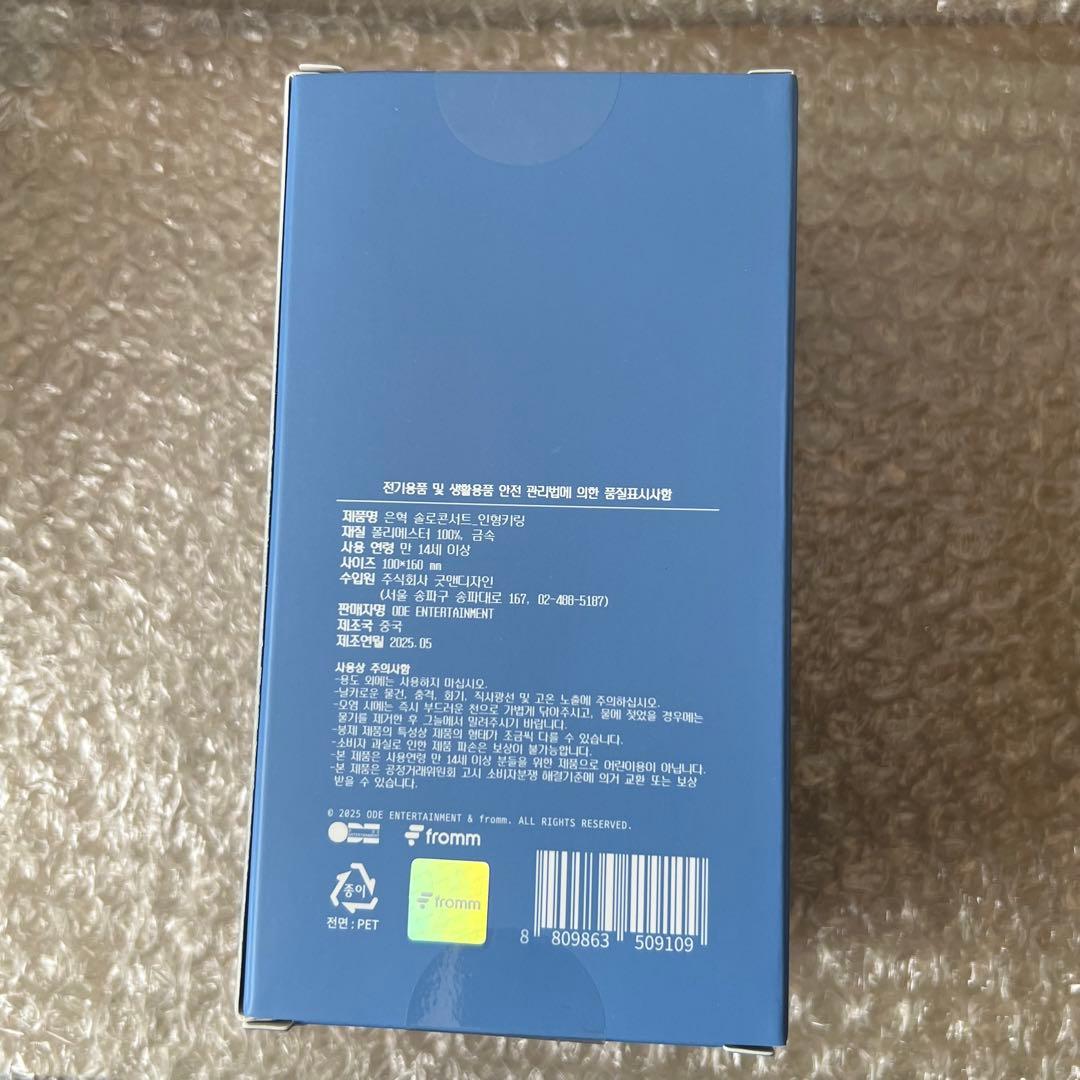 전기용품 및 생활용품 안전 관리법에 의한 품질표시사항
제품명 은혁 솔로콘서트_인형키링
재질 폴리에스터 100%, 금속
사용 연령 만 14세 이상
사이즈 100*160 mm
수입원 주식회사 굿앤디자인
(서울 송파구 송파대로 167, 02-488-5187)
판매자명 ODE ENTERTAINMENT
제조국 중국
제조연월 2025.05
사용상 주의사항
-용도 외에는 사용하지 마십시오.
-날카로운 물건, 충격, 화기, 직사광선 및 고온 노출에 주의하십시오.
-오염 시에는 즉시 부드러운 천으로 가볍게 닦아주시고, 물에 젖었을 경우에는
물기를 제거한 후 그늘에서 말려주시기 바랍니다.
-봉제 제품의 특성상 제품의 형태가 조금씩 다를 수 있습니다.
-소비자 과실로 인한 제품 파손은 보상이 불가능합니다.
-본 제품은 사용연령 만 14세 이상 분들을 위한 제품으로 어린이용이 아닙니다.
-본 제품은 공정거래위원회 고시 소비자분쟁 해결기준에 의거 교환 또는 보상
받을 수 있습니다.
© 2025 ODE ENTERTAINMENT & fromm. ALL RIGHTS RESERVED.
ODE ENTERTAINMENT fromm
종이
전면 : PET
fromm
8 809863 509109